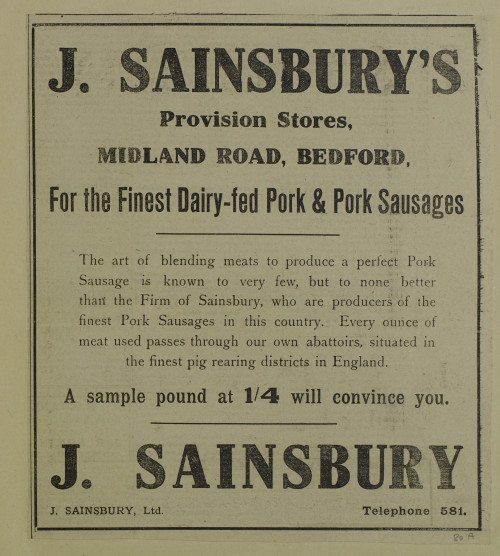 J. SAINSBURY'S
Provision Stores,
MIDLAND ROAD, BEDFORD,
For the Finest Dairy-fed Pork & Pork Sausages
The art of blending meats to produce a perfect Pork
Sausage is known to very few, but to none better
than the Firm of Sainsbury, who are producers of the
finest Pork Sausages in this country. Every ounce of
meat used passes through our own abattoirs, situated in
the finest pig rearing districts in England.
A sample pound at 1/4 will convince you.
J. SAINSBURY
J. SAINSBURY, Ltd. Telephone 581.